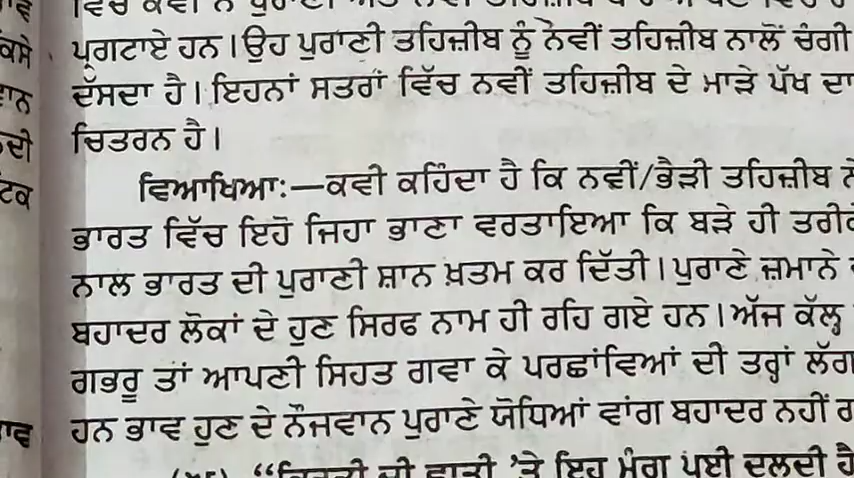 ਪ੍ਰਗਟਾਏ ਹਨ। ਉਹ ਪੁਰਾਣੀ ਤਹਿਜ਼ੀਬ ਨੂੰ ਨਵੀਂ ਤਹਿਜ਼ੀਬ ਨਾਲੋਂ ਚੰਗੀ
ਦੱਸਦਾ ਹੈ। ਇਹਨਾਂ ਸਤਰਾਂ ਵਿੱਚ ਨਵੀਂ ਤਹਿਜ਼ੀਬ ਦੇ ਮਾੜੇ ਪੱਖ ਦਾ
ਚਿਤਰਨ ਹੈ।
ਵਿਆਖਿਆ:—ਕਵੀ ਕਹਿੰਦਾ ਹੈ ਕਿ ਨਵੀਂ/ਭੈੜੀ ਤਹਿਜ਼ੀਬ
ਭਾਰਤ ਵਿੱਚ ਇਹੋ ਜਿਹਾ ਭਾਣਾ ਵਰਤਾਇਆ ਕਿ ਬੜੇ ਹੀ
ਨਾਲ ਭਾਰਤ ਦੀ ਪੁਰਾਣੀ ਸ਼ਾਨ ਖ਼ਤਮ ਕਰ ਦਿੱਤੀ। ਪੁਰਾਣੇ ਜ਼ਮਾਨੇ
ਬਹਾਦਰ ਲੋਕਾਂ ਦੇ ਹੁਣ ਸਿਰਫ ਨਾਮ ਹੀ ਰਹਿ ਗਏ ਹਨ। ਅੱਜ ਕੱਲ੍ਹ
ਗਭਰੂ ਤਾਂ ਆਪਣੀ ਸਿਹਤ ਗਵਾ ਕੇ ਪਰਛਾਂਵਿਆਂ ਦੀ ਤਰ੍ਹਾਂ
ਹਨ ਭਾਵ ਹੁਣ ਦੇ ਨੌਜਵਾਨ ਪੁਰਾਣੇ ਯੋਧਿਆਂ ਵਾਂਗ ਬਹਾਦਰ ਨਹੀਂ